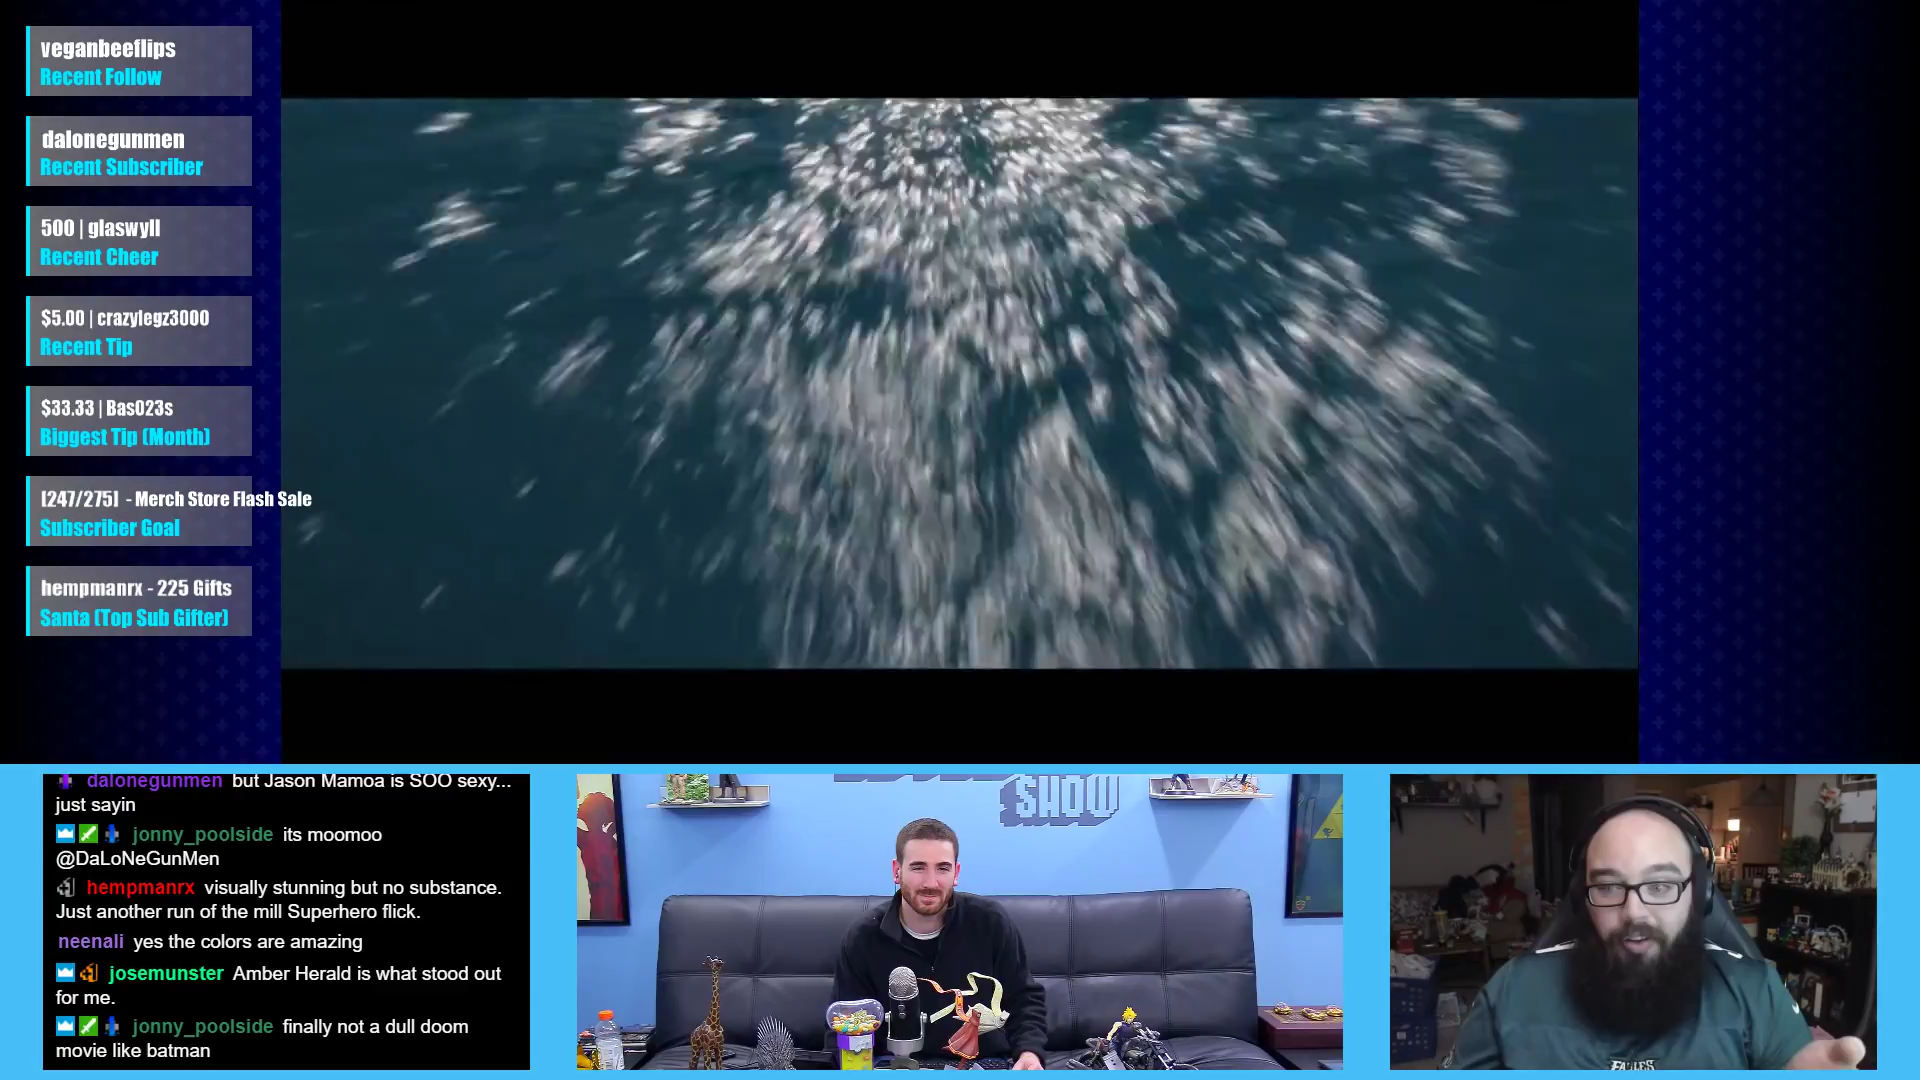 veganbeeflips
Recent Follow
dalonegunmen
Recent Subscriber
500 | glaswyll
Recent Cheer
$5.00 | crazylegz3000
Recent Tip
$33.33 | Bas023s
Biggest Tip (Month)
[247/275] - Merch Store Flash Sale
Subscriber Goal
hempmanrx - 225 Gifts
Santa (Top Sub Gifter)
dalonegunmen but Jason Mamoa is SOO sexy...
just sayin
jonny_poolside its moomoo
@DaLoNeGunMen
hempmanrx visually stunning but no substance.
Just another run of the mill Superhero flick.
neenali yes the colors are amazing
josemunster Amber Herald is what stood out
for me.
jonny_poolside finally not a dull doom
movie like batman
SHOW
EAGLES